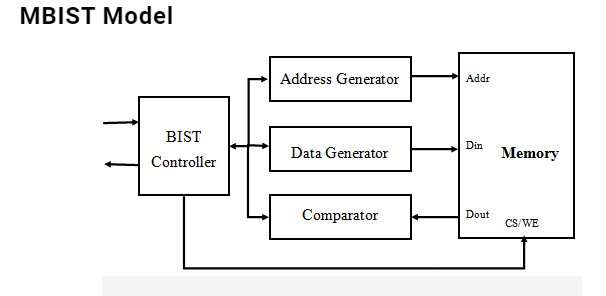 MBIST Model
Address Generator
Addr
BIST
Controller
Data Generator
Din
Memory
Comparator
Dout
CS/WE